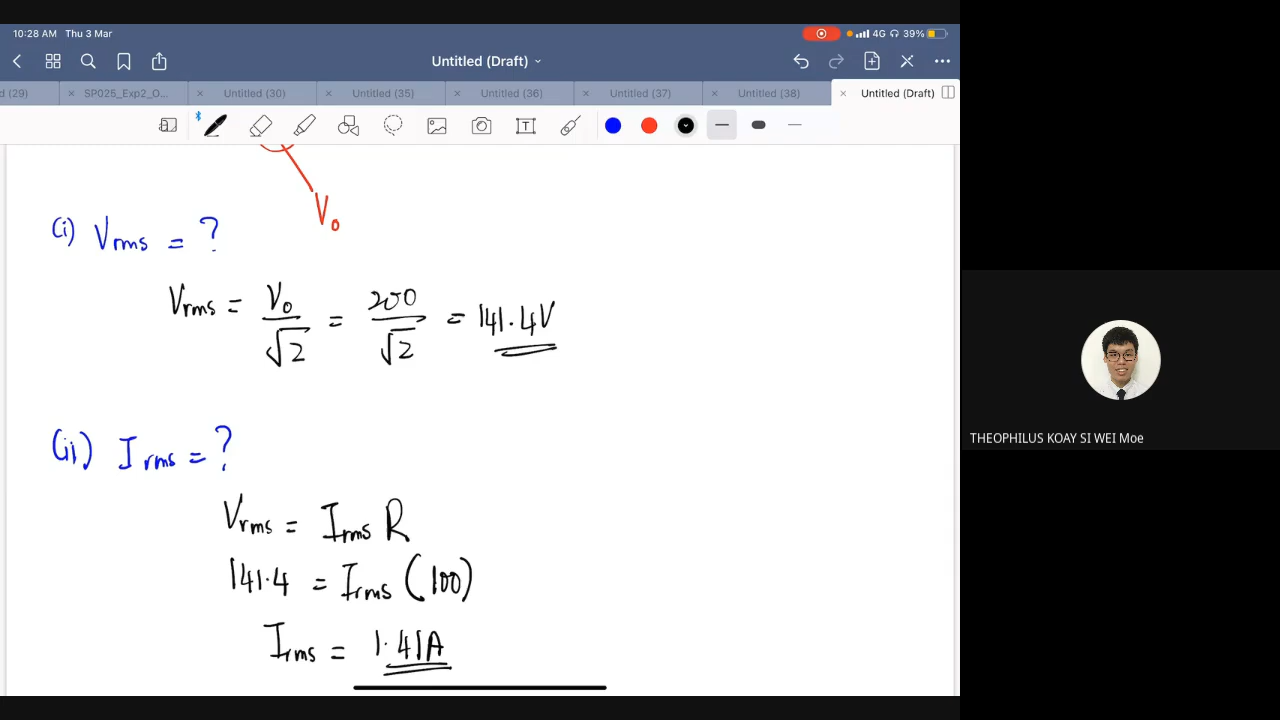 10:28 AM Thu 3 Mar
4G 39%
Untitled (Draft)
d (29) SP025_Exp2_O... Untitled (30) Untitled (35) Untitled (36) Untitled (37) Untitled (38) Untitled (Draft)
T
V₀
(i) Vrms = ?
Vrms = V₀/√2 = 200/√2 = 141.4V
(ii) Irms = ?
Vrms = Irms R
141.4 = Irms (100)
Irms = 1.41A
THEOPHILUS KOAY SI WEI Moe